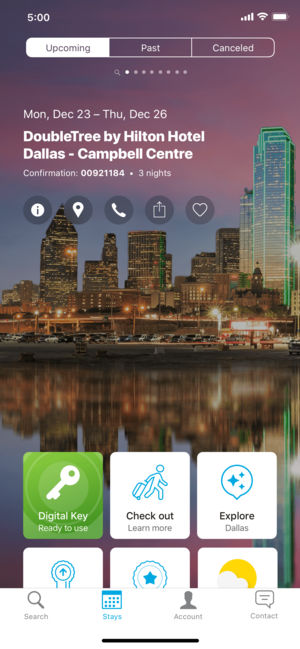 5:00
Upcoming Past Canceled
Mon, Dec 23 – Thu, Dec 26
DoubleTree by Hilton Hotel
Dallas - Campbell Centre
Confirmation: 00921184 • 3 nights
Digital Key
Ready to use
Check out
Learn more
Explore
Dallas
Search Stays Account Contact